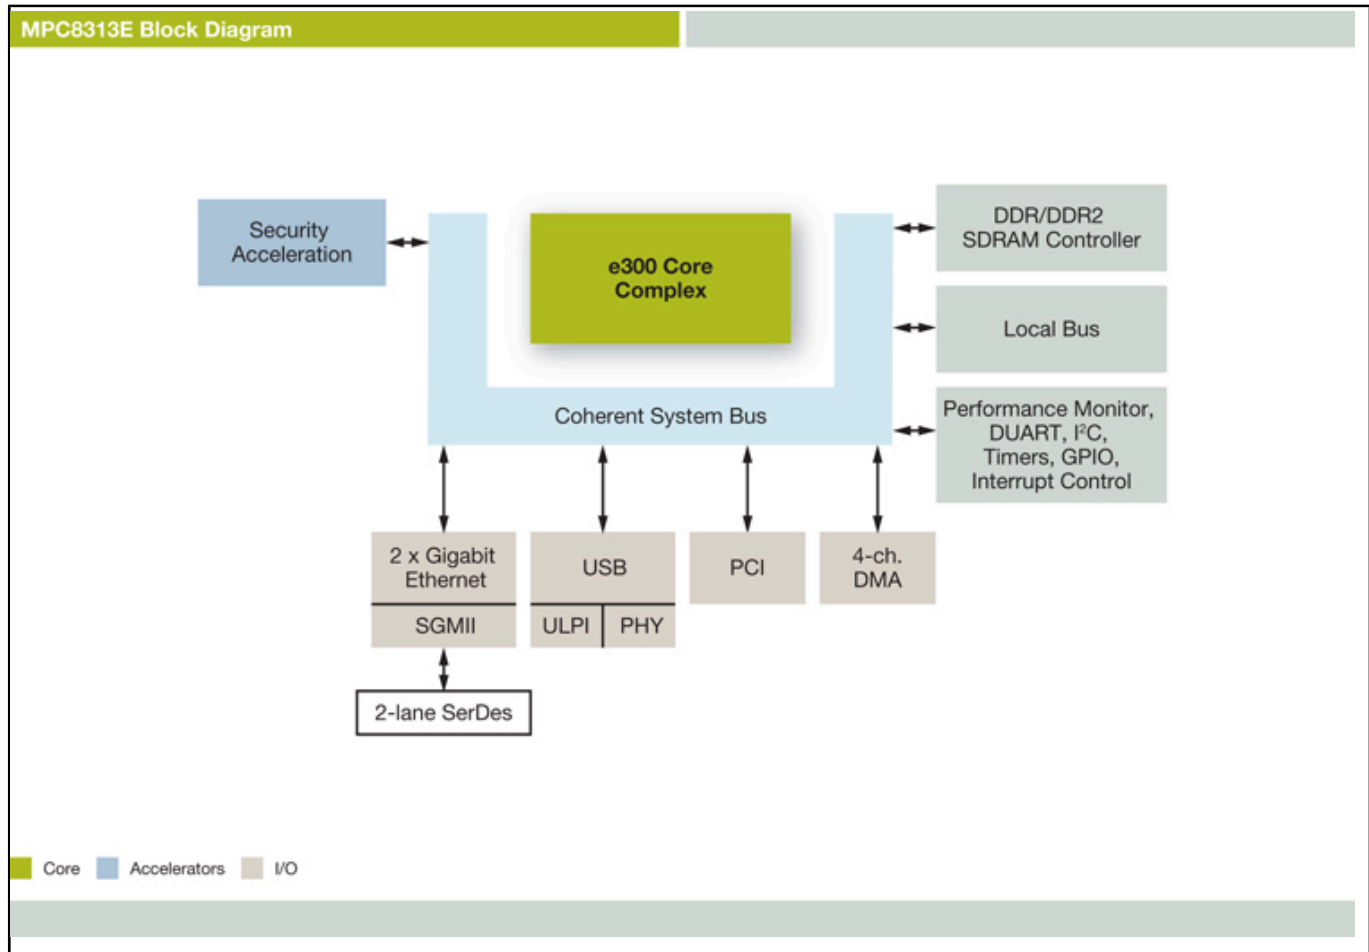 MPC8313E Block Diagram
Security
Acceleration
e300 Core
Complex
DDR/DDR2
SDRAM Controller
Local Bus
Coherent System Bus
Performance Monitor,
DUART, I²C,
Timers, GPIO,
Interrupt Control
2 x Gigabit
Ethernet
SGMII
USB
ULPI
PHY
PCI
4-ch.
DMA
2-lane SerDes
Core
Accelerators
I/O